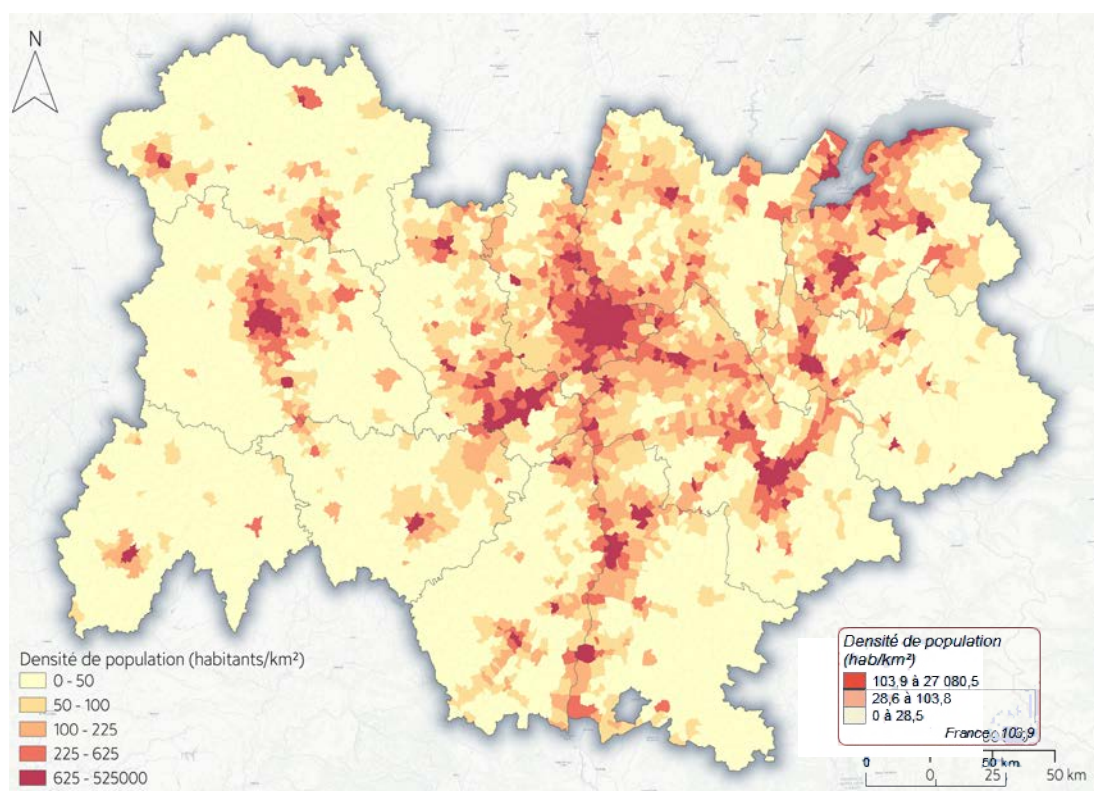 N
Densité de population (habitants/km²)
0 - 50
50 - 100
100 - 225
225 - 625
625 - 525000
Densité de population
(hab/km²)
103,9 à 27 080,5
28,6 à 103,8
0 à 28,5
France : 103,9
0 50 km
0 25 50 km